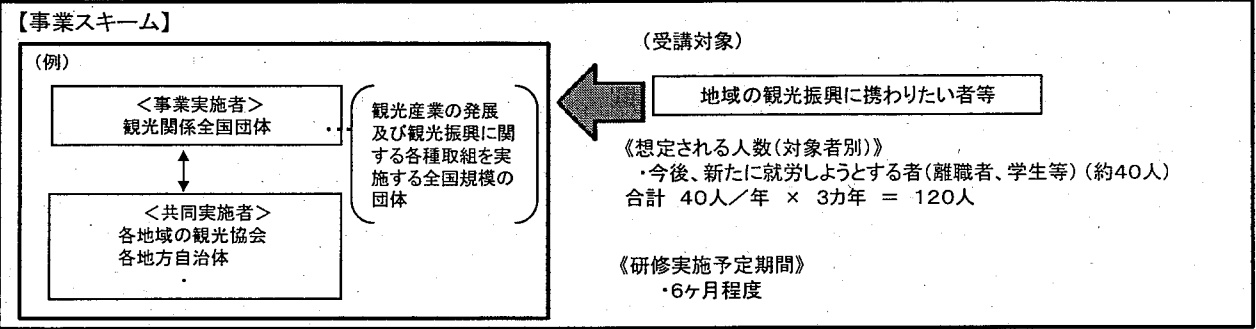 【事業スキーム】
(例)
＜事業実施者＞
観光関係全国団体
…
観光産業の発展
及び観光振興に関
する各種取組を実
施する全国規模の
団体
＜共同実施者＞
各地域の観光協会
各地方自治体
・
(受講対象)
地域の観光振興に携わりたい者等
《想定される人数(対象者別)》
・今後、新たに就労しようとする者(離職者、学生等) (約40人)
合計 40人／年 × 3カ年 ＝ 120人
《研修実施予定期間》
・6ヶ月程度